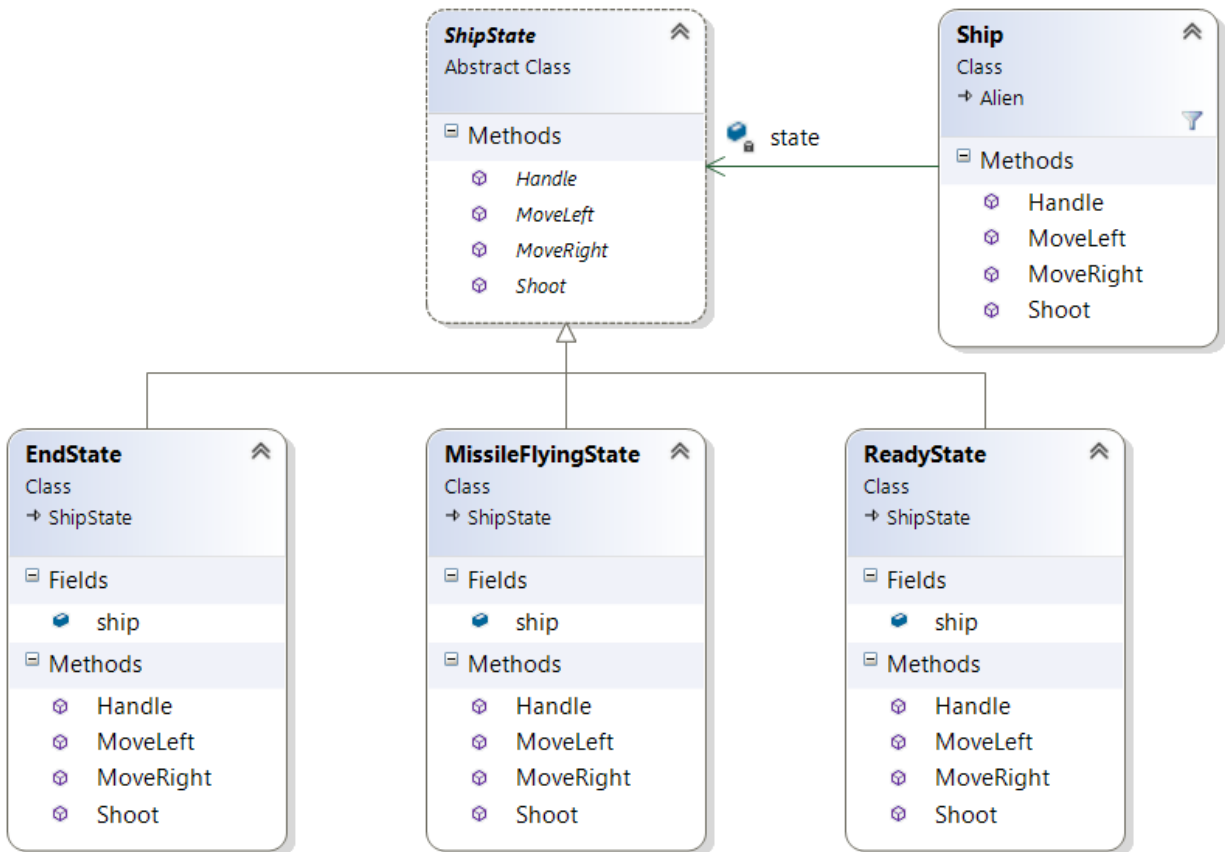 ShipState
Abstract Class
Methods
Handle
MoveLeft
MoveRight
Shoot
state
Ship
Class
Alien
Methods
Handle
MoveLeft
MoveRight
Shoot
EndState
Class
ShipState
Fields
ship
Methods
Handle
MoveLeft
MoveRight
Shoot
MissileFlyingState
Class
ShipState
Fields
ship
Methods
Handle
MoveLeft
MoveRight
Shoot
ReadyState
Class
ShipState
Fields
ship
Methods
Handle
MoveLeft
MoveRight
Shoot